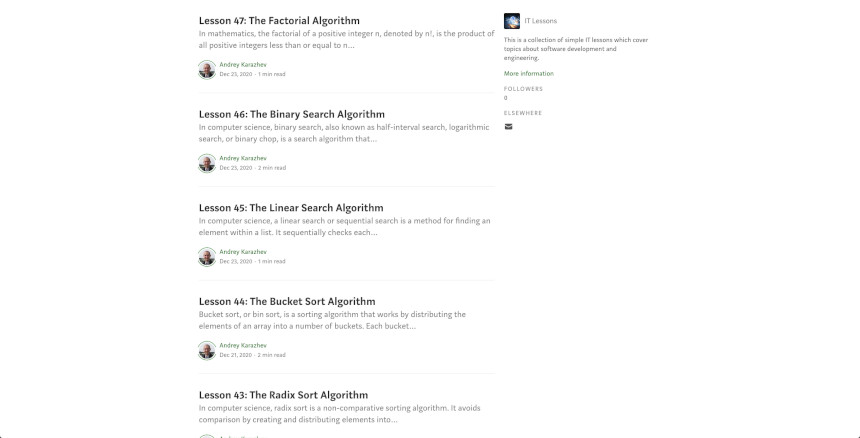 Lesson 47: The Factorial Algorithm
In mathematics, the factorial of a positive integer n, denoted by n!, is the product of
all positive integers less than or equal to n…
Andrey Karazhev
Dec 23, 2020 · 1 min read
Lesson 46: The Binary Search Algorithm
In computer science, binary search, also known as half-interval search, logarithmic
search, or binary chop, is a search algorithm that…
Andrey Karazhev
Dec 23, 2020 · 2 min read
Lesson 45: The Linear Search Algorithm
In computer science, a linear search or sequential search is a method for finding an
element within a list. It sequentially checks each…
Andrey Karazhev
Dec 23, 2020 · 1 min read
Lesson 44: The Bucket Sort Algorithm
Bucket sort, or bin sort, is a sorting algorithm that works by distributing the
elements of an array into a number of buckets. Each bucket…
Andrey Karazhev
Dec 21, 2020 · 2 min read
Lesson 43: The Radix Sort Algorithm
In computer science, radix sort is a non-comparative sorting algorithm. It avoids
comparison by creating and distributing elements into…
IT Lessons
This is a collection of simple IT lessons which cover
topics about software development and
engineering.
More information
FOLLOWERS
0
ELSEWHERE